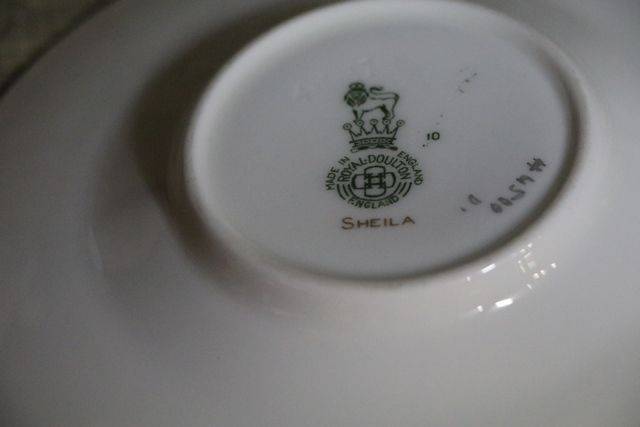 10
MADE IN ENGLAND
ROYAL·DOULTON
ENGLAND
SHEILA